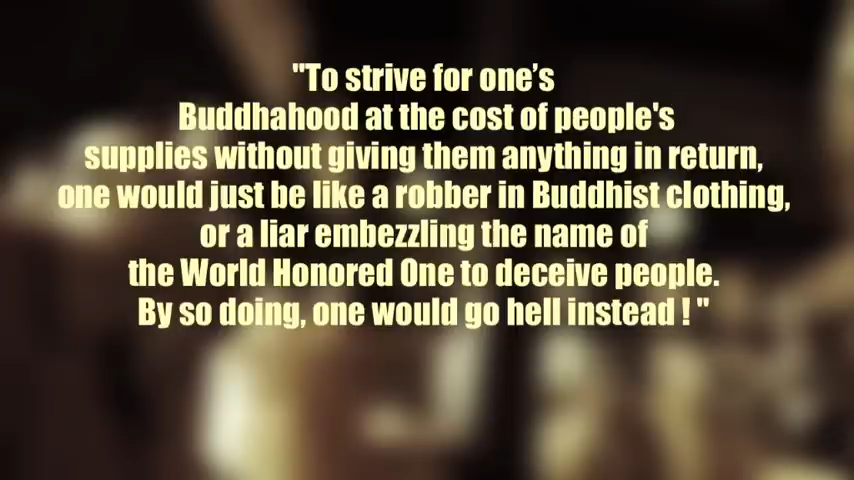 "To strive for one’s
Buddhahood at the cost of people's
supplies without giving them anything in return,
one would just be like a robber in Buddhist clothing,
or a liar embezzling the name of
the World Honored One to deceive people.
By so doing, one would go hell instead ! "